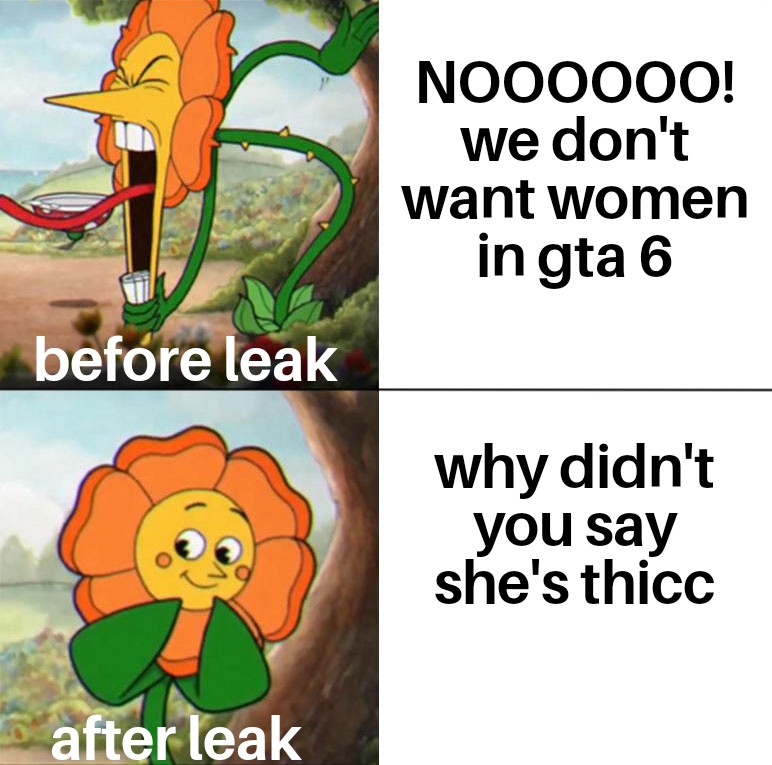 NOOOOOO!
we don't
want women
in gta 6
before leak
why didn't
you say
she's thicc
after leak